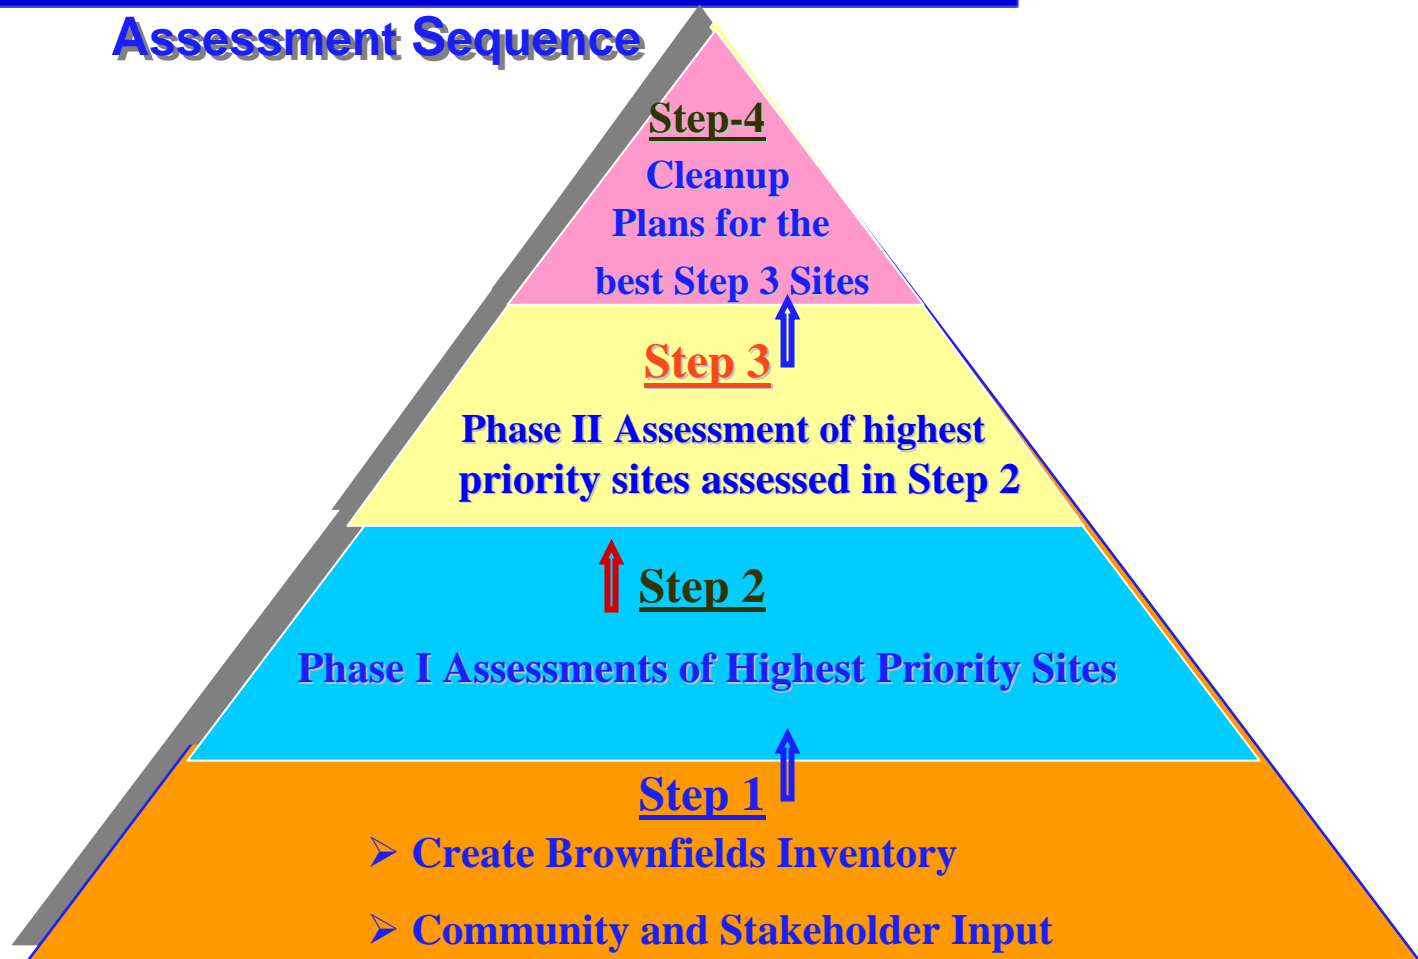 Assessment Sequence
Step-4
Cleanup
Plans for the
best Step 3 Sites
Step 3
Phase II Assessment of highest
priority sites assessed in Step 2
Step 2
Phase I Assessments of Highest Priority Sites
Step 1
➢ Create Brownfields Inventory
➢ Community and Stakeholder Input